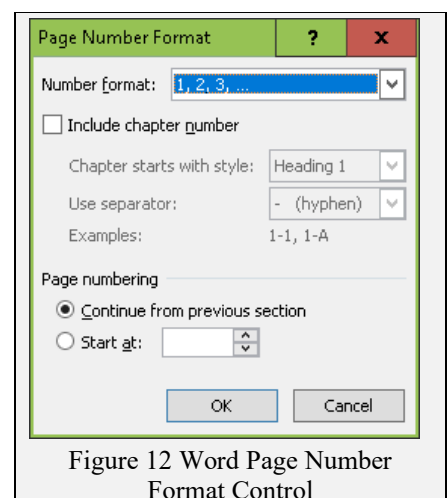 Page Number Format ? x
Number format: 1, 2, 3, ...
Include chapter number
Chapter starts with style: Heading 1
Use separator: - (hyphen)
Examples: 1-1, 1-A
Page numbering
Continue from previous section
Start at:
OK Cancel
Figure 12 Word Page Number
Format Control